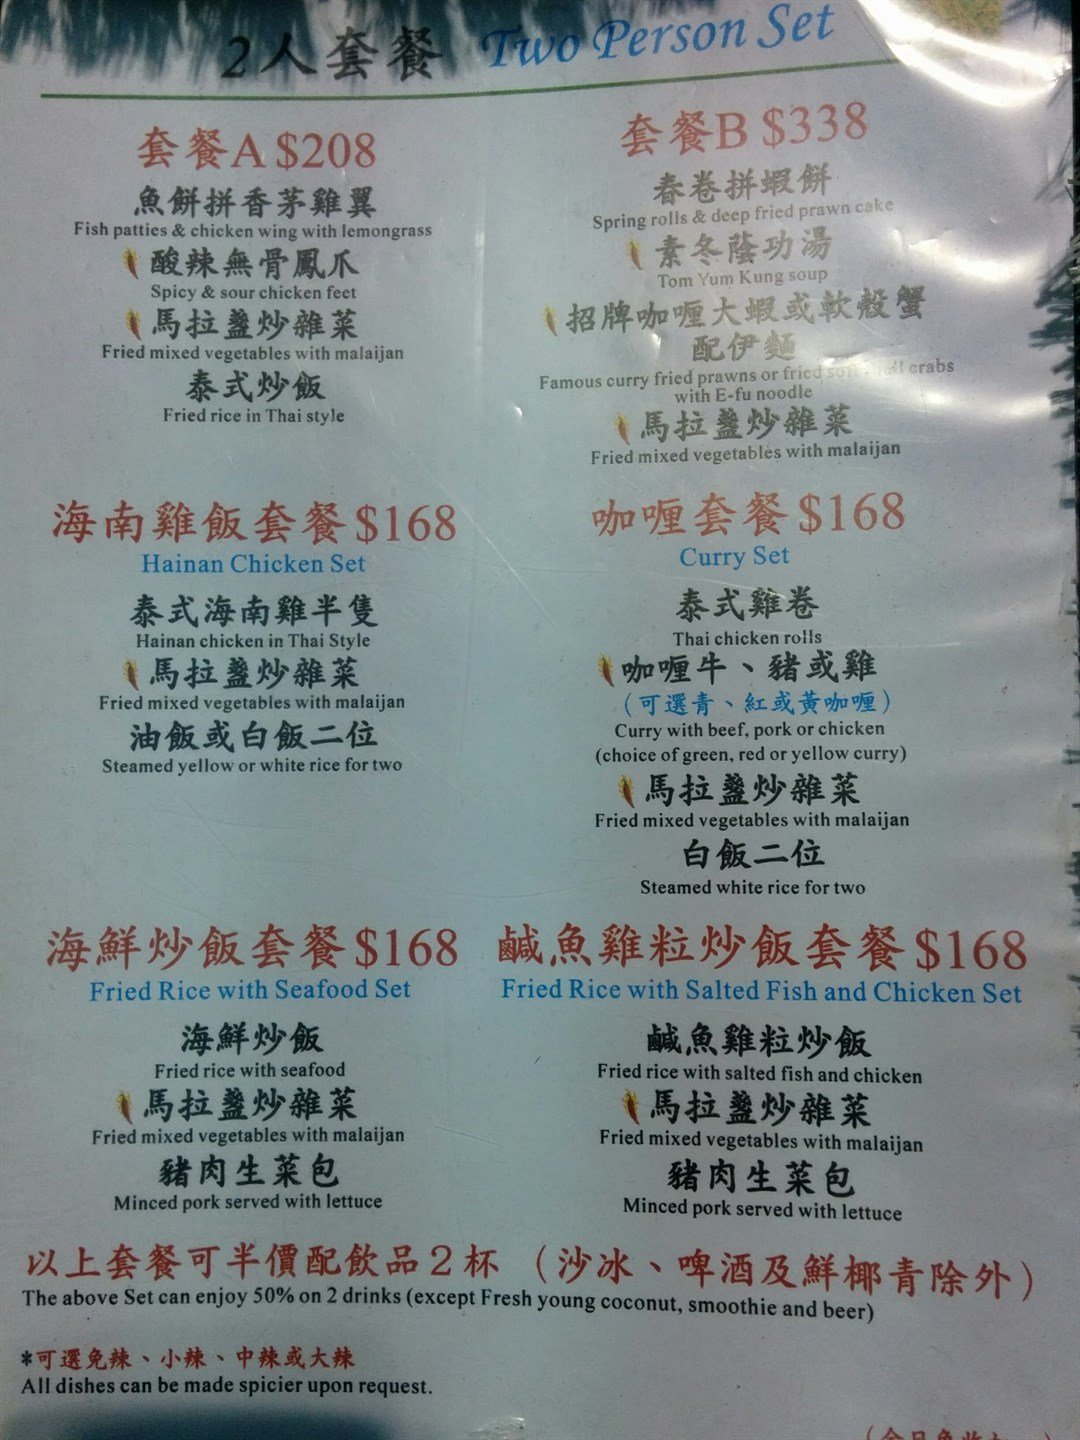 2人套餐 Two Person Set
套餐A $208
魚餅拼香茅雞翼
Fish patties & chicken wing with lemongrass
酸辣無骨鳳爪
Spicy & sour chicken feet
馬拉盞炒雜菜
Fried mixed vegetables with malaijan
泰式炒飯
Fried rice in Thai style
套餐B $338
春卷拼蝦餅
Spring rolls & deep fried prawn cake
素冬蔭功湯
Tom Yum Kung soup
招牌咖喱大蝦或軟殼蟹
配伊麵
Famous curry fried prawns or fried soft shell crabs
with E-fu noodle
馬拉盞炒雜菜
Fried mixed vegetables with malaijan
海南雞飯套餐 $168
Hainan Chicken Set
泰式海南雞半隻
Hainan chicken in Thai Style
馬拉盞炒雜菜
Fried mixed vegetables with malaijan
油飯或白飯二位
Steamed yellow or white rice for two
咖喱套餐 $168
Curry Set
泰式雞卷
Thai chicken rolls
咖喱牛、豬或雞
(可選青、紅或黃咖喱)
Curry with beef, pork or chicken
(choice of green, red or yellow curry)
馬拉盞炒雜菜
Fried mixed vegetables with malaijan
白飯二位
Steamed white rice for two
海鮮炒飯套餐 $168
Fried Rice with Seafood Set
海鮮炒飯
Fried rice with seafood
馬拉盞炒雜菜
Fried mixed vegetables with malaijan
豬肉生菜包
Minced pork served with lettuce
鹹魚雞粒炒飯套餐 $168
Fried Rice with Salted Fish and Chicken Set
鹹魚雞粒炒飯
Fried rice with salted fish and chicken
馬拉盞炒雜菜
Fried mixed vegetables with malaijan
豬肉生菜包
Minced pork served with lettuce
以上套餐可半價配飲品2杯 (沙冰、啤酒及鮮椰青除外)
The above Set can enjoy 50% on 2 drinks (except Fresh young coconut, smoothie and beer)
*可選免辣、小辣、中辣或大辣
All dishes can be made spicier upon request.